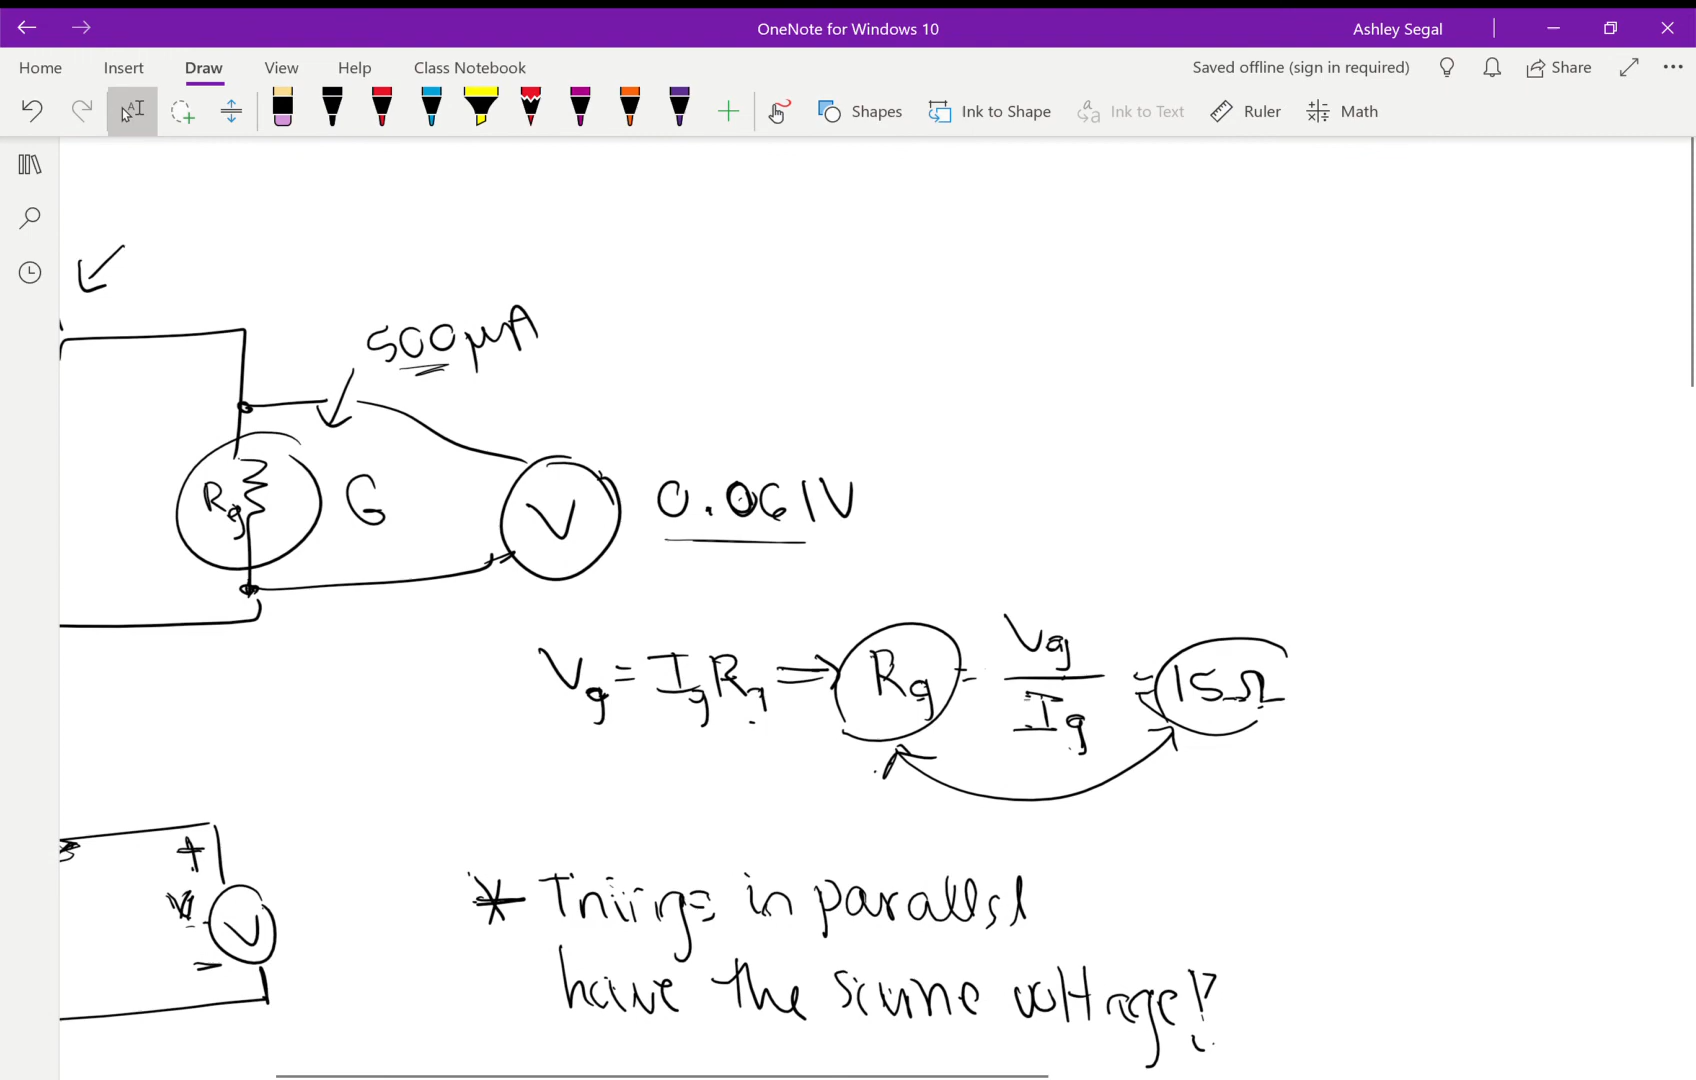 OneNote for Windows 10
Ashley Segal
Home Insert Draw View Help Class Notebook
Saved offline (sign in required) Share
Shapes Ink to Shape Ink to Text Ruler Math
500μA
Rg G V 0.061V
Vg = IgRg ⇒ Rg = Vg/Ig = 15Ω
+
V
-
* Things in parallel
have the same voltage!